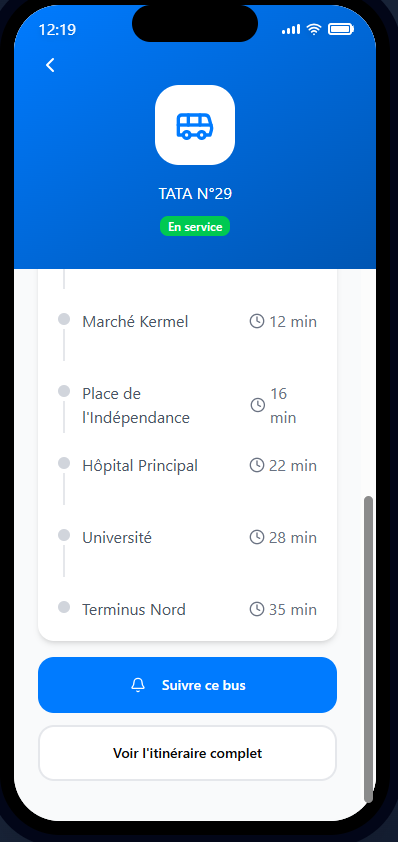 12:19
TATA N°29
En service
Marché Kermel 12 min
Place de 16
l'Indépendance min
Hôpital Principal 22 min
Université 28 min
Terminus Nord 35 min
Suivre ce bus
Voir l'itinéraire complet